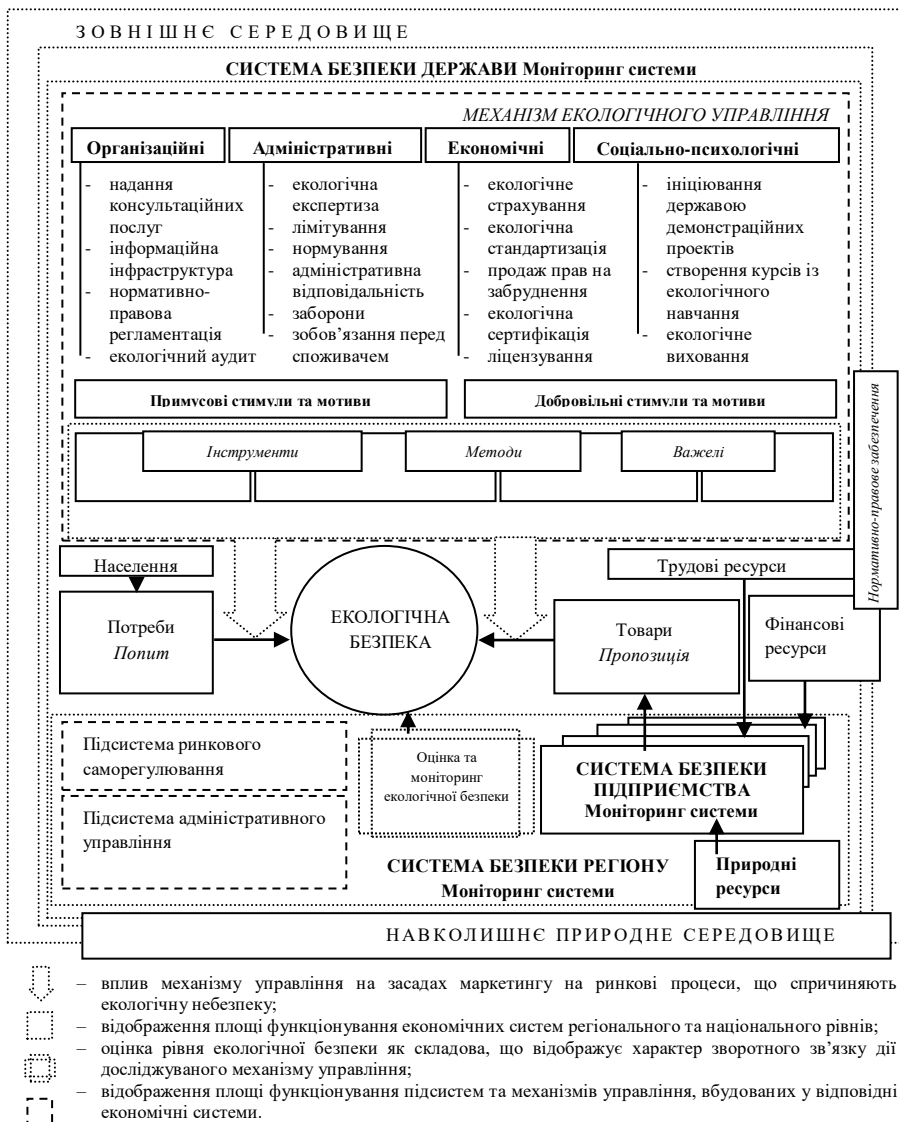 ЗОВНІШНЄ СЕРЕДОВИЩЕ
СИСТЕМА БЕЗПЕКИ ДЕРЖАВИ Моніторинг системи
МЕХАНІЗМ ЕКОЛОГІЧНОГО УПРАВЛІННЯ
Організаційні
- надання
консультаційних
послуг
- інформаційна
інфраструктура
- нормативно-
правова
регламентація
- екологічний аудит
Адміністративні
- екологічна
експертиза
- лімітування
- нормування
- адміністративна
відповідальність
- заборони
- зобов’язання перед
споживачем
Економічні
- екологічне
страхування
- екологічна
стандартизація
- продаж прав на
забруднення
- екологічна
сертифікація
- ліцензування
Соціально-психологічні
- ініціювання
державою
демонстраційних
проектів
- створення курсів із
екологічного
навчання
- екологічне
виховання
Примусові стимули та мотиви
Добровільні стимули та мотиви
Інструменти
Методи
Важелі
Нормативно-правове забезпечення
Населення
Потреби
Попит
ЕКОЛОГІЧНА
БЕЗПЕКА
Товари
Пропозиція
Трудові ресурси
Фінансові
ресурси
Підсистема ринкового
саморегулювання
Підсистема адміністративного
управління
Оцінка та
моніторинг
екологічної безпеки
СИСТЕМА БЕЗПЕКИ
ПІДПРИЄМСТВА
Моніторинг системи
СИСТЕМА БЕЗПЕКИ РЕГІОНУ
Моніторинг системи
Природні
ресурси
НАВКОЛИШНЄ ПРИРОДНЕ СЕРЕДОВИЩЕ
– вплив механізму управління на засадах маркетингу на ринкові процеси, що спричиняють
екологічну небезпеку;
– відображення площі функціонування економічних систем регіонального та національного рівнів;
– оцінка рівня екологічної безпеки як складова, що відображує характер зворотного зв’язку дії
досліджуваного механізму управління;
– відображення площі функціонування підсистем та механізмів управління, вбудованих у відповідні
економічні системи.